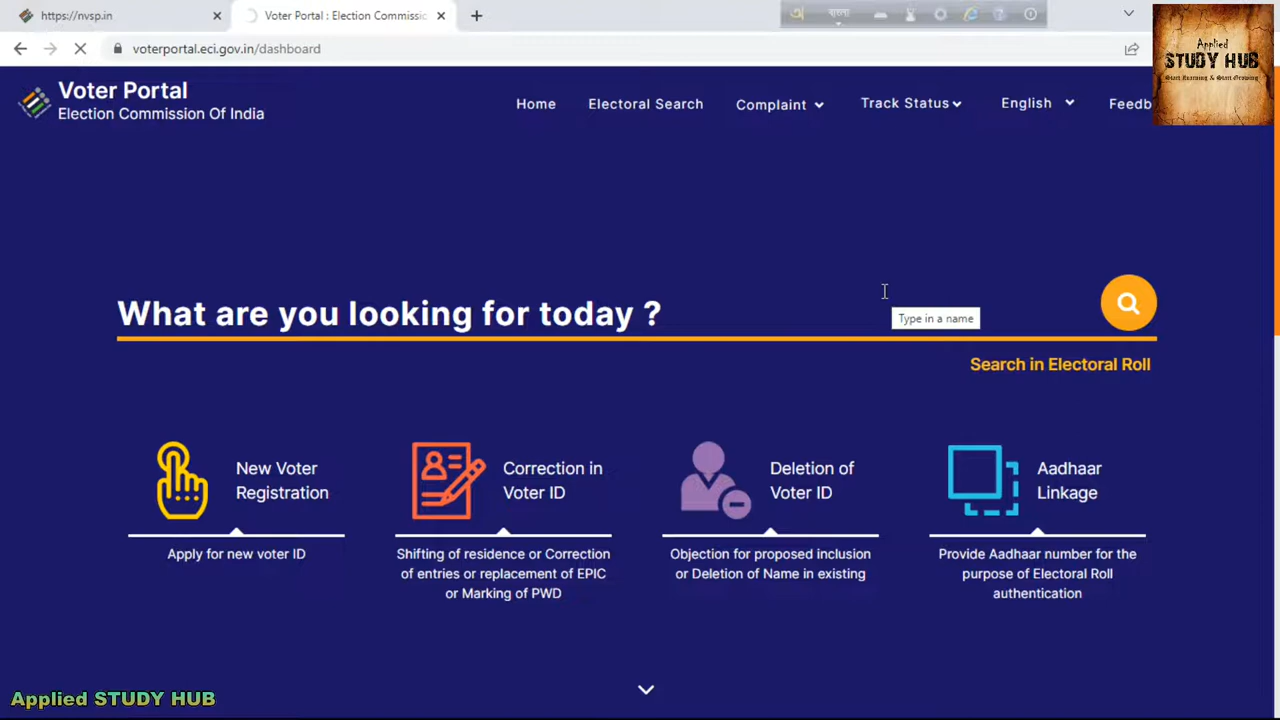 https://nvsp.in
Voter Portal : Election Commissio
বাংলা
voterportal.eci.gov.in/dashboard
Applied
STUDY HUB
Start Learning & Start Growing
Voter Portal
Election Commission Of India
Home
Electoral Search
Complaint
Track Status
English
Feedb
What are you looking for today ?
Type in a name
Search in Electoral Roll
New Voter
Registration
Apply for new voter ID
Correction in
Voter ID
Shifting of residence or Correction
of entries or replacement of EPIC
or Marking of PWD
Deletion of
Voter ID
Objection for proposed inclusion
or Deletion of Name in existing
Aadhaar
Linkage
Provide Aadhaar number for the
purpose of Electoral Roll
authentication
Applied STUDY HUB